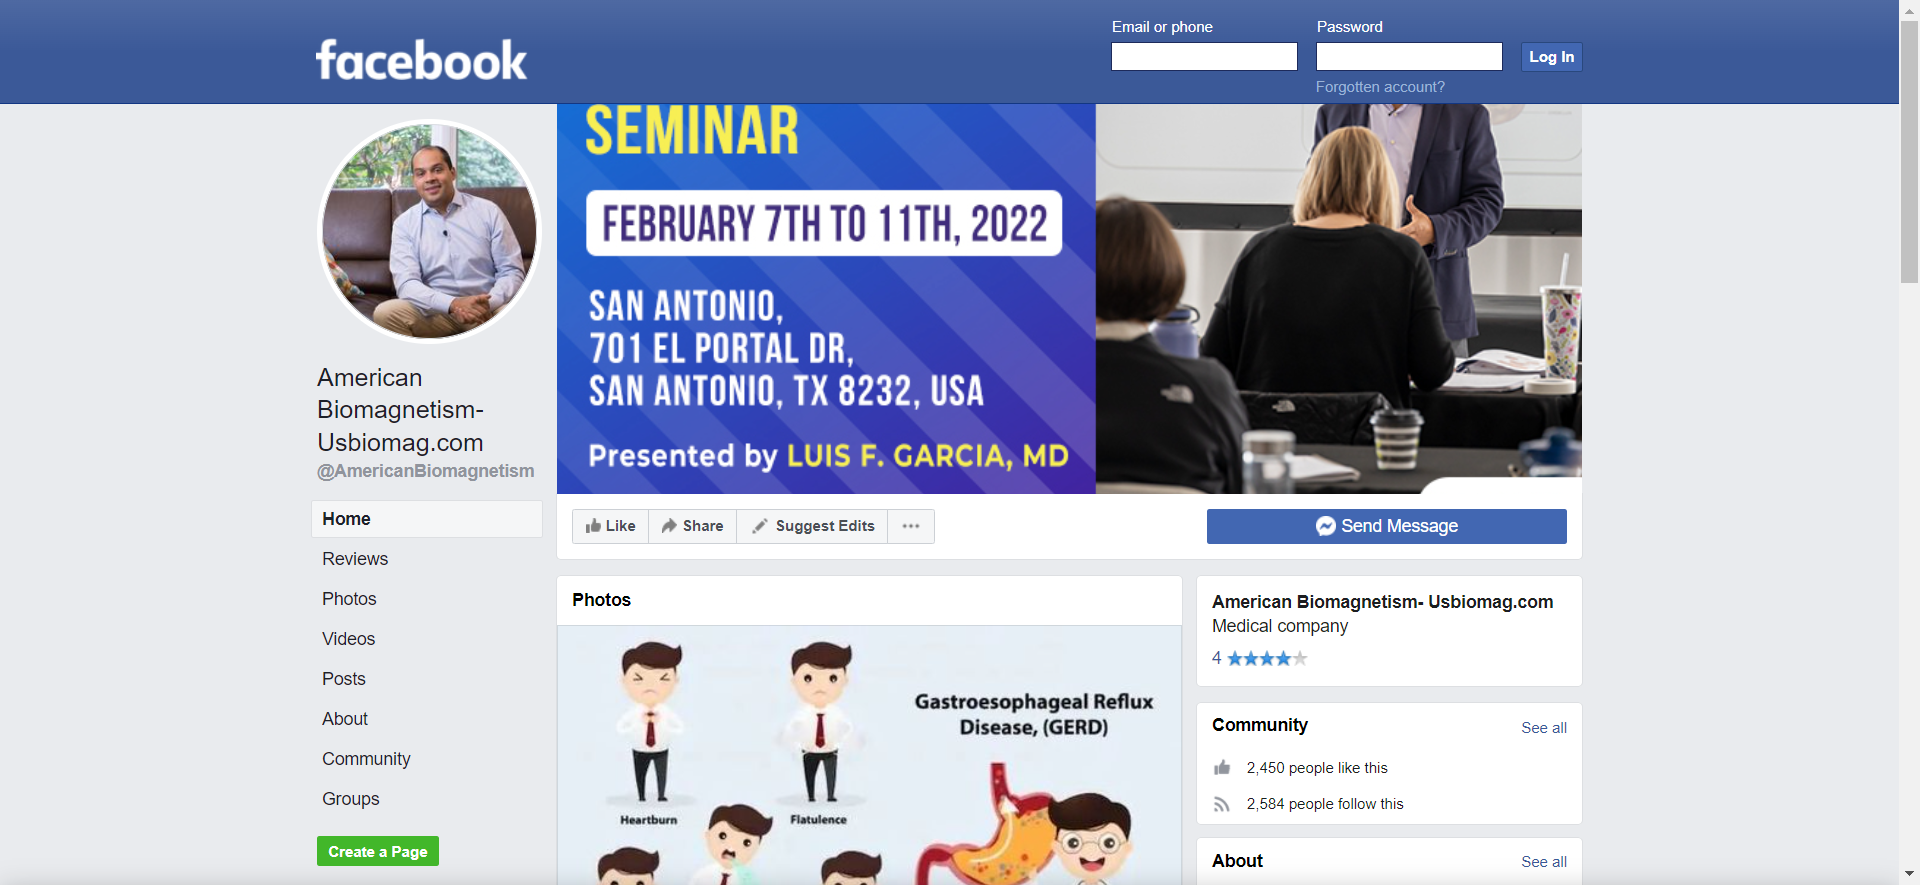 facebook
Email or phone
Password
Log In
Forgotten account?
American
Biomagnetism-
Usbiomag.com
@AmericanBiomagnetism
Home
Reviews
Photos
Videos
Posts
About
Community
Groups
Create a Page
SEMINAR
FEBRUARY 7TH TO 11TH, 2022
SAN ANTONIO,
701 EL PORTAL DR,
SAN ANTONIO, TX 8232, USA
Presented by LUIS F. GARCIA, MD
Like
Share
Suggest Edits
Send Message
Photos
Gastroesophageal Reflux
Disease, (GERD)
Heartburn
Flatulence
American Biomagnetism- Usbiomag.com
Medical company
4
Community
See all
2,450 people like this
2,584 people follow this
About
See all